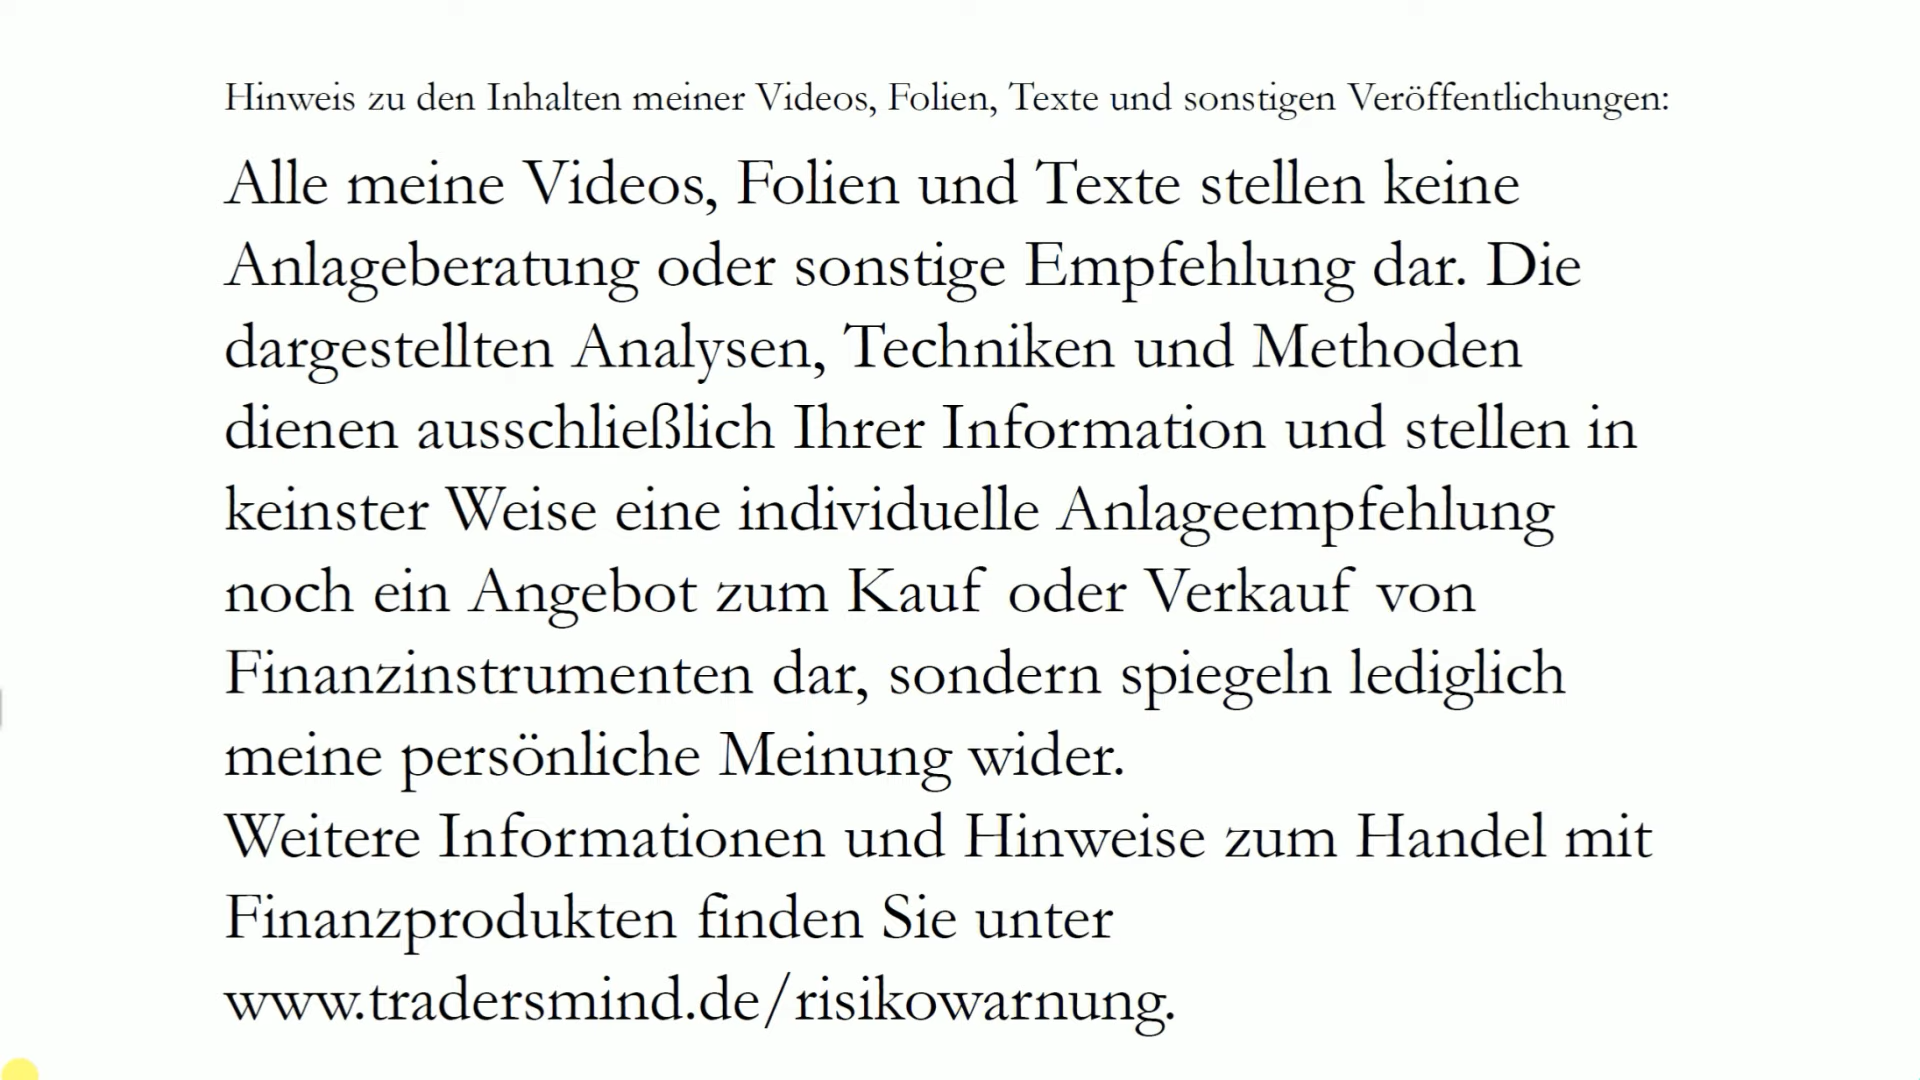 Hinweis zu den Inhalten meiner Videos, Folien, Texte und sonstigen Veröffentlichungen:
Alle meine Videos, Folien und Texte stellen keine
Anlageberatung oder sonstige Empfehlung dar. Die
dargestellten Analysen, Techniken und Methoden
dienen ausschließlich Ihrer Information und stellen in
keinster Weise eine individuelle Anlageempfehlung
noch ein Angebot zum Kauf oder Verkauf von
Finanzinstrumenten dar, sondern spiegeln lediglich
meine persönliche Meinung wider.
Weitere Informationen und Hinweise zum Handel mit
Finanzprodukten finden Sie unter
www.tradersmind.de/risikowarnung.